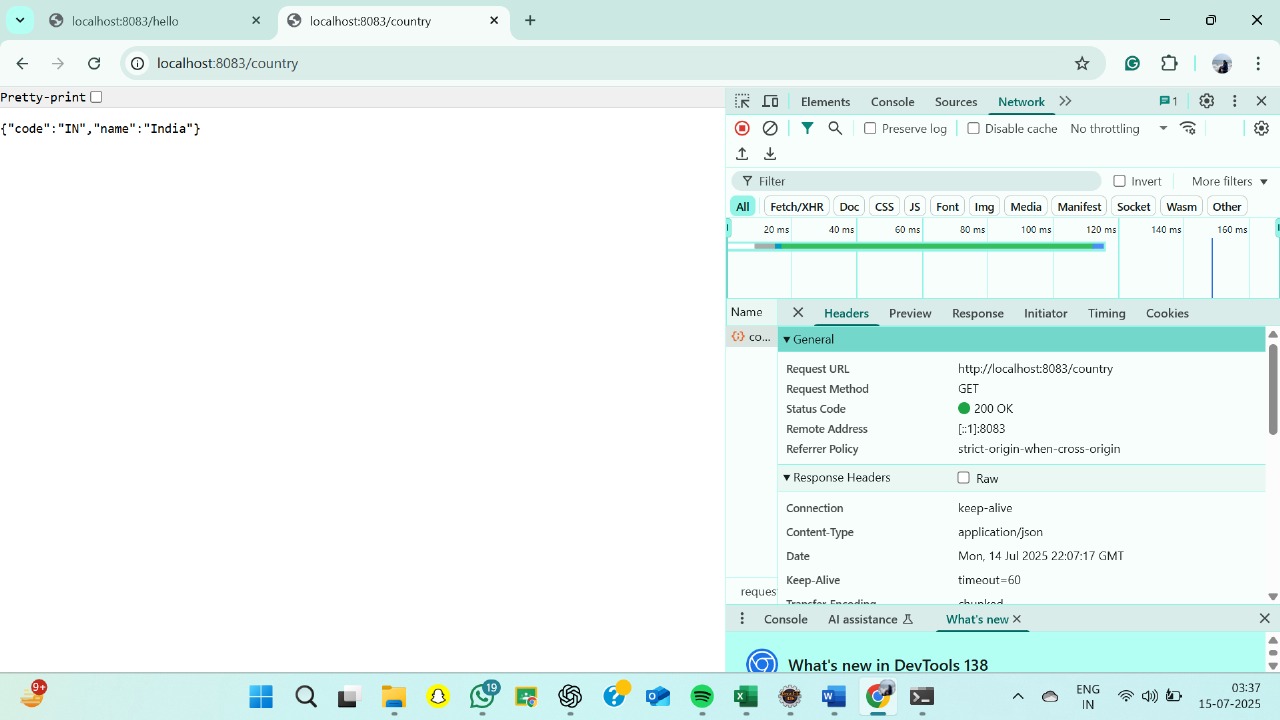 localhost:8083/hello
localhost:8083/country
localhost:8083/country
Pretty-print
{"code":"IN","name":"India"}
Elements Console Sources Network 1
Preserve log Disable cache No throttling
Filter Invert More filters
All Fetch/XHR Doc CSS JS Font Img Media Manifest Socket Wasm Other
20 ms 40 ms 60 ms 80 ms 100 ms 120 ms 140 ms 160 ms
Name Headers Preview Response Initiator Timing Cookies
co...
General
Request URL http://localhost:8083/country
Request Method GET
Status Code 200 OK
Remote Address [::1]:8083
Referrer Policy strict-origin-when-cross-origin
Response Headers Raw
Connection keep-alive
Content-Type application/json
Date Mon, 14 Jul 2025 22:07:17 GMT
Keep-Alive timeout=60
Transfer-Encoding chunked
reques
Console AI assistance What's new
What's new in DevTools 138
9+
19
ENG
IN
03:37
15-07-2025